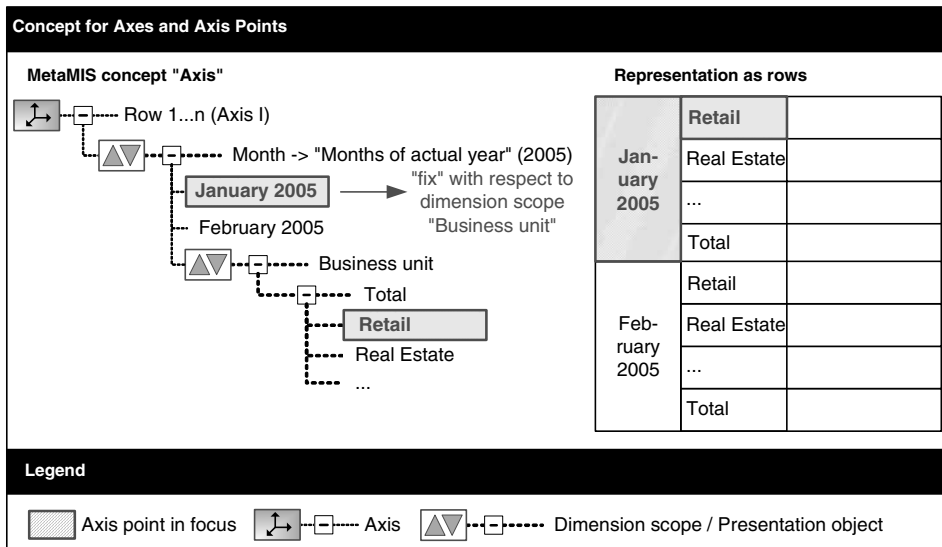 Concept for Axes and Axis Points
MetaMIS concept "Axis"
Row 1...n (Axis I)
Month -> "Months of actual year" (2005)
January 2005
"fix" with respect to
dimension scope
"Business unit"
February 2005
Business unit
Total
Retail
Real Estate
...
Representation as rows
Jan-
uary
2005
Retail
Real Estate
...
Total
Feb-
ruary
2005
Retail
Real Estate
...
Total
Legend
Axis point in focus
Axis
Dimension scope / Presentation object